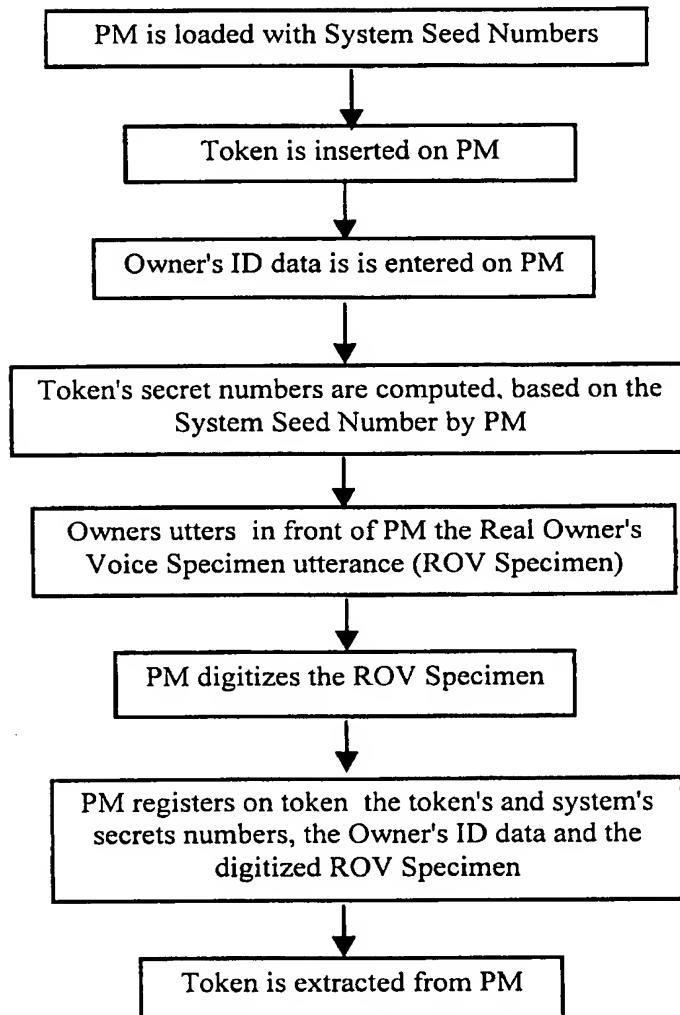 PM is loaded with System Seed Numbers
Token is inserted on PM
Owner's ID data is is entered on PM
Token's secret numbers are computed. based on the
System Seed Number by PM
Owners utters in front of PM the Real Owner's
Voice Specimen utterance (ROV Specimen)
PM digitizes the ROV Specimen
PM registers on token the token's and system's
secrets numbers, the Owner's ID data and the
digitized ROV Specimen
Token is extracted from PM